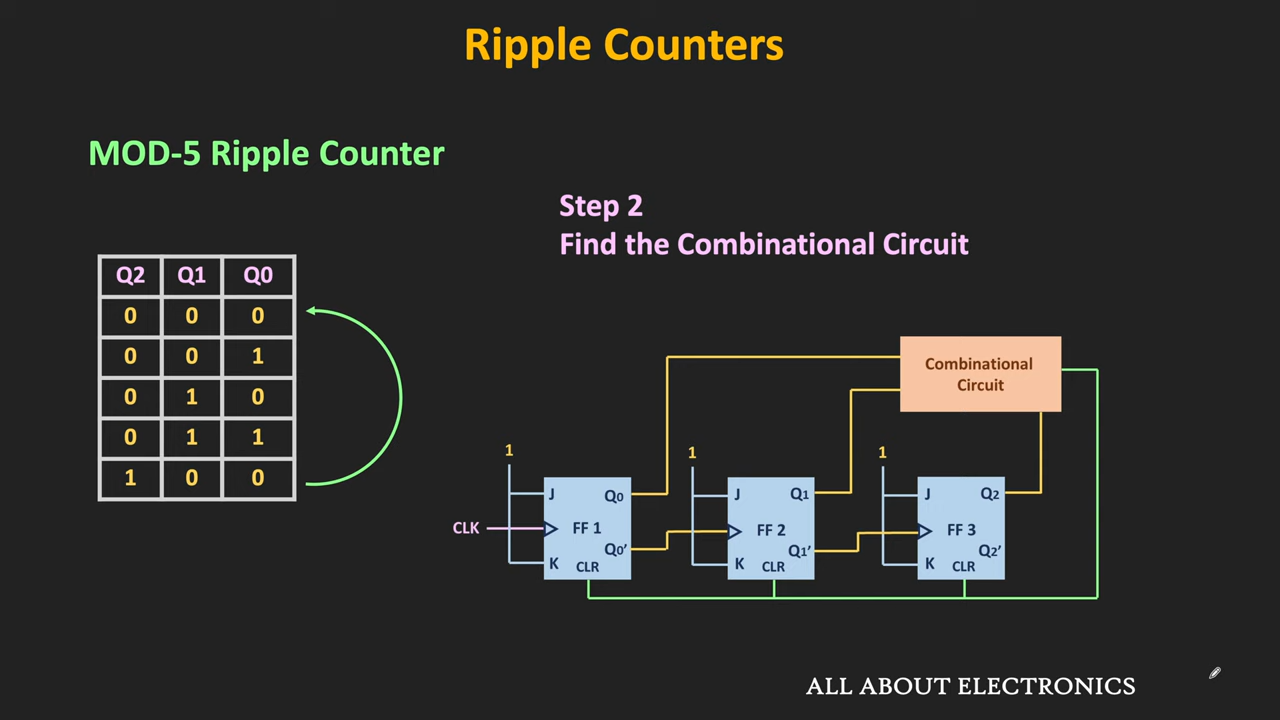 Ripple Counters
MOD-5 Ripple Counter
Step 2
Find the Combinational Circuit
Q2 Q1 Q0
0 0 0
0 0 1
0 1 0
0 1 1
1 0 0
Combinational
Circuit
1 1 1
J Q0 J Q1 J Q2
CLK FF 1 FF 2 FF 3
Q0' Q1' Q2'
K CLR K CLR K CLR
ALL ABOUT ELECTRONICS